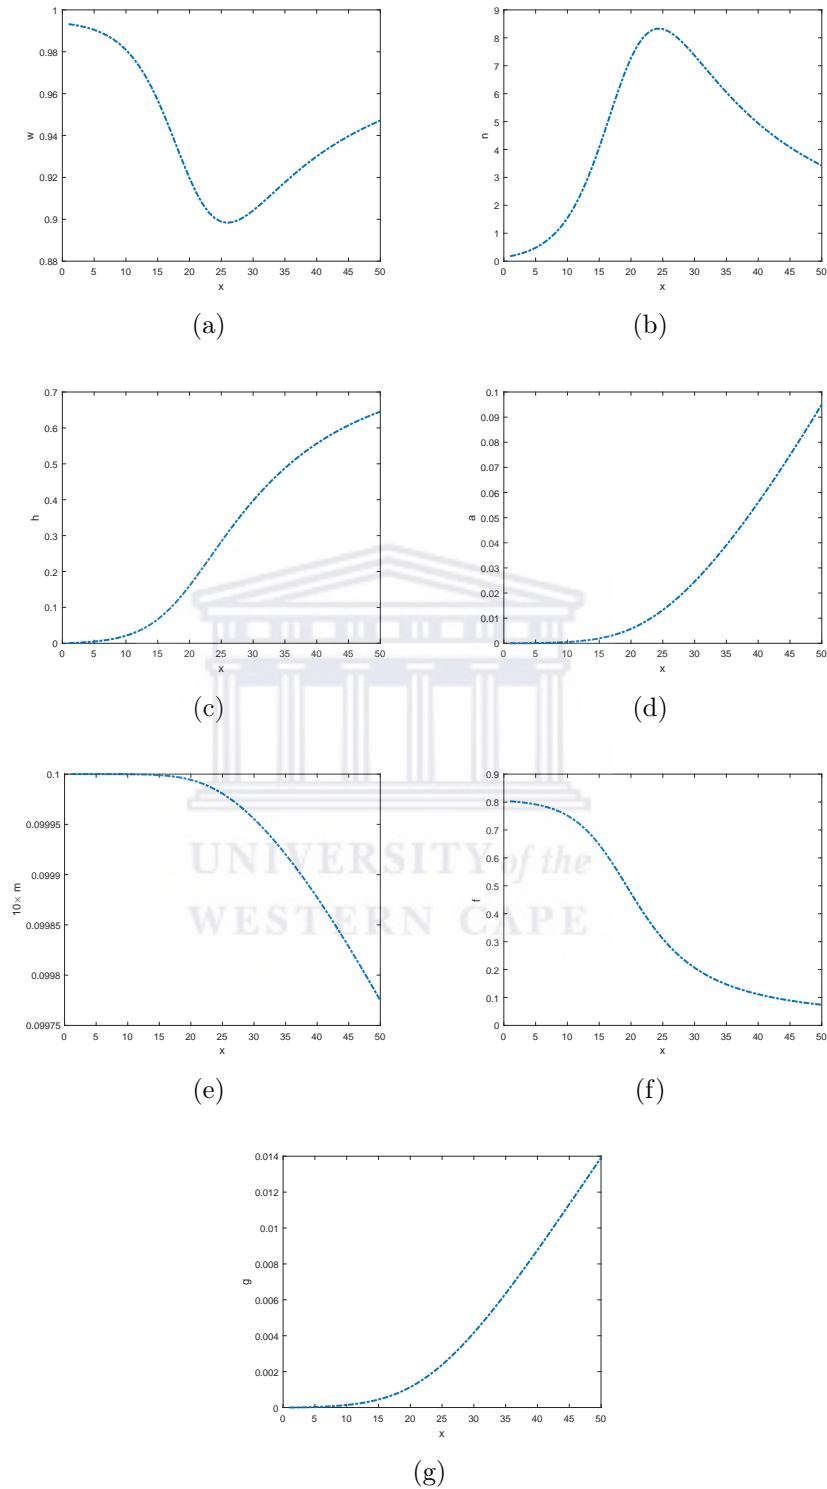 1
0.98
0.96
0.94
0.92
0.9
0.88
w
0 5 10 15 20 25 30 35 40 45 50
x
(a)
9
8
7
6
5
4
3
2
1
0
n
0 5 10 15 20 25 30 35 40 45 50
x
(b)
0.7
0.6
0.5
0.4
0.3
0.2
0.1
0
h
0 5 10 15 20 25 30 35 40 45 50
x
(c)
0.1
0.09
0.08
0.07
0.06
0.05
0.04
0.03
0.02
0.01
0
a
0 5 10 15 20 25 30 35 40 45 50
x
(d)
0.1
0.09995
0.0999
0.09985
0.0998
0.09975
10× m
0 5 10 15 20 25 30 35 40 45 50
x
(e)
0.9
0.8
0.7
0.6
0.5
0.4
0.3
0.2
0.1
0
f
0 5 10 15 20 25 30 35 40 45 50
x
(f)
UNIVERSITY of the
WESTERN CAPE
0.014
0.012
0.01
0.008
0.006
0.004
0.002
0
g
0 5 10 15 20 25 30 35 40 45 50
x
(g)